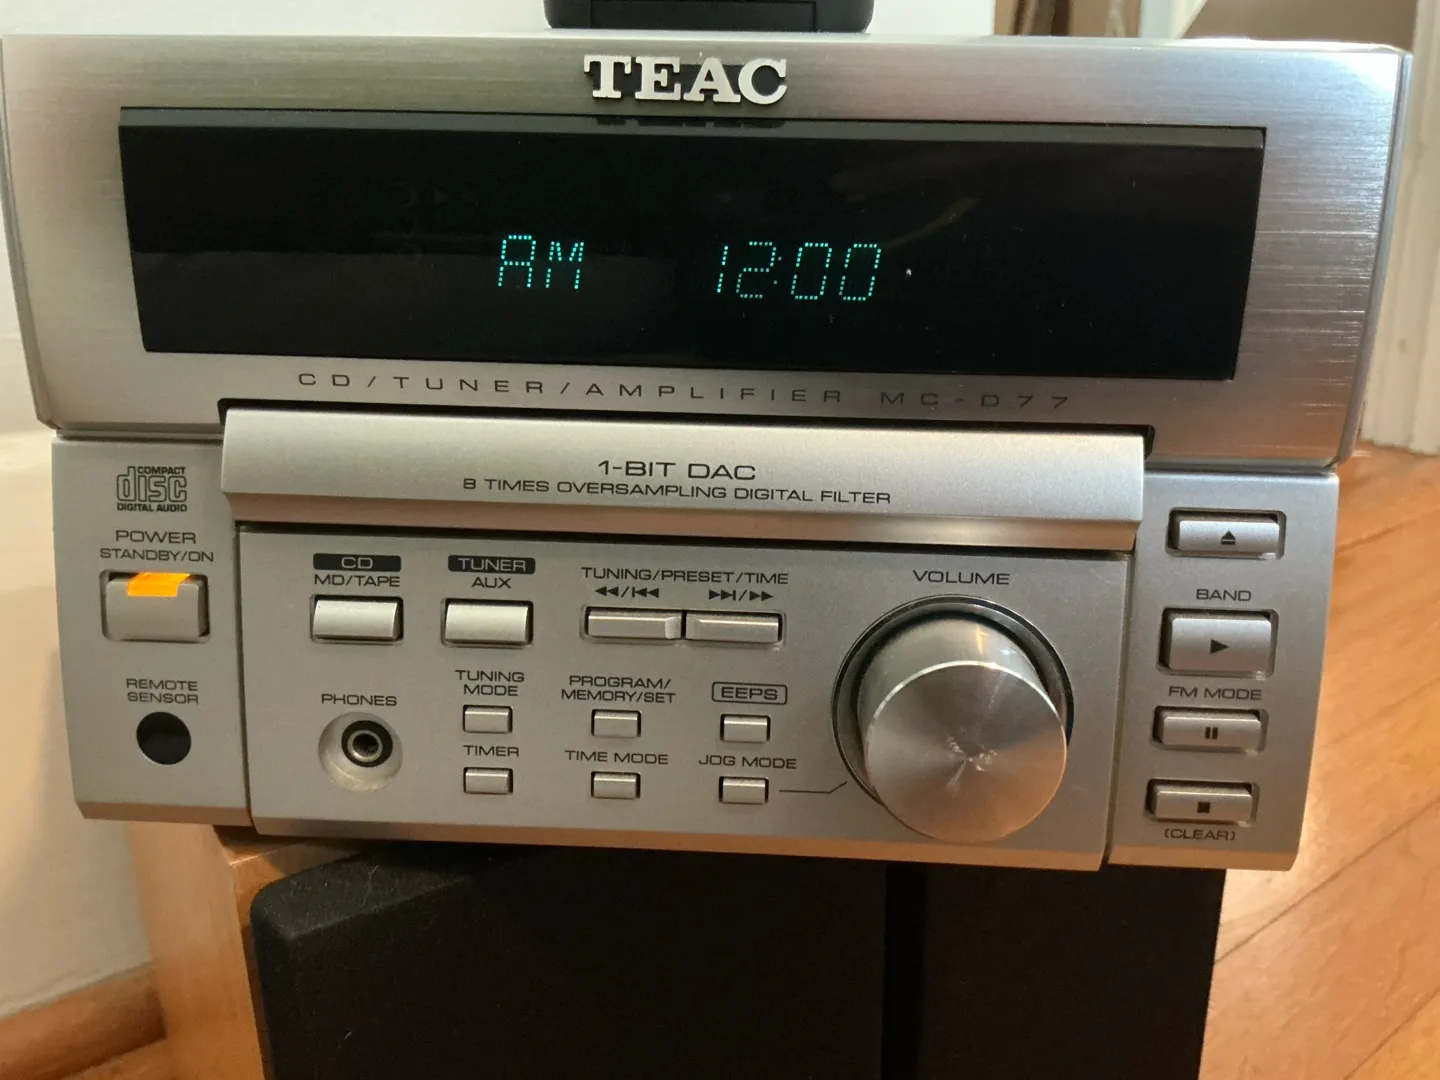 TEAC
AM 12:00
CD/TUNER/AMPLIFIER MC-D77
1-BIT DAC
8 TIMES OVERSAMPLING DIGITAL FILTER
COMPACT
disc
DIGITAL AUDIO
POWER
STANDBY/ON
REMOTE
SENSOR
CD
MD/TAPE
TUNER
AUX
TUNING/PRESET/TIME
◀◀/I◀◀ ▶▶I/▶▶
VOLUME
PHONES
TUNING
MODE
PROGRAM/
MEMORY/SET
EEPS
TIMER
TIME MODE
JOG MODE
BAND
FM MODE
(CLEAR)